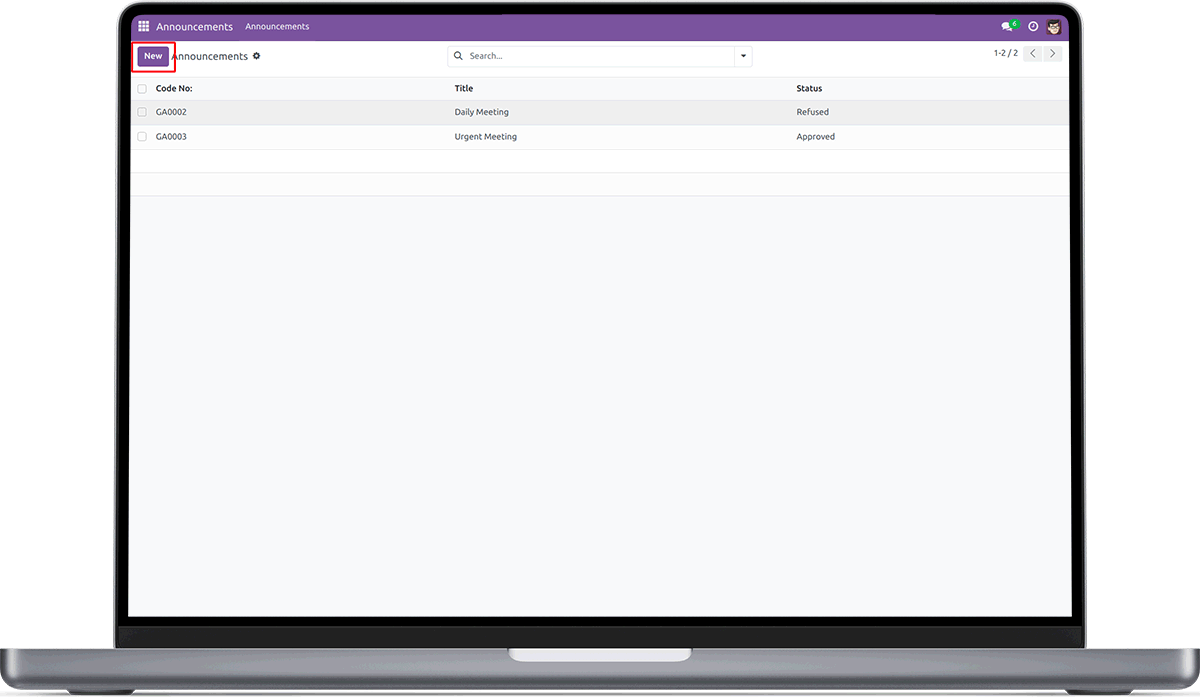 Announcements Announcements 6
New Announcements Search... 1-2 / 2
Code No: Title Status
GA0002 Daily Meeting Refused
GA0003 Urgent Meeting Approved